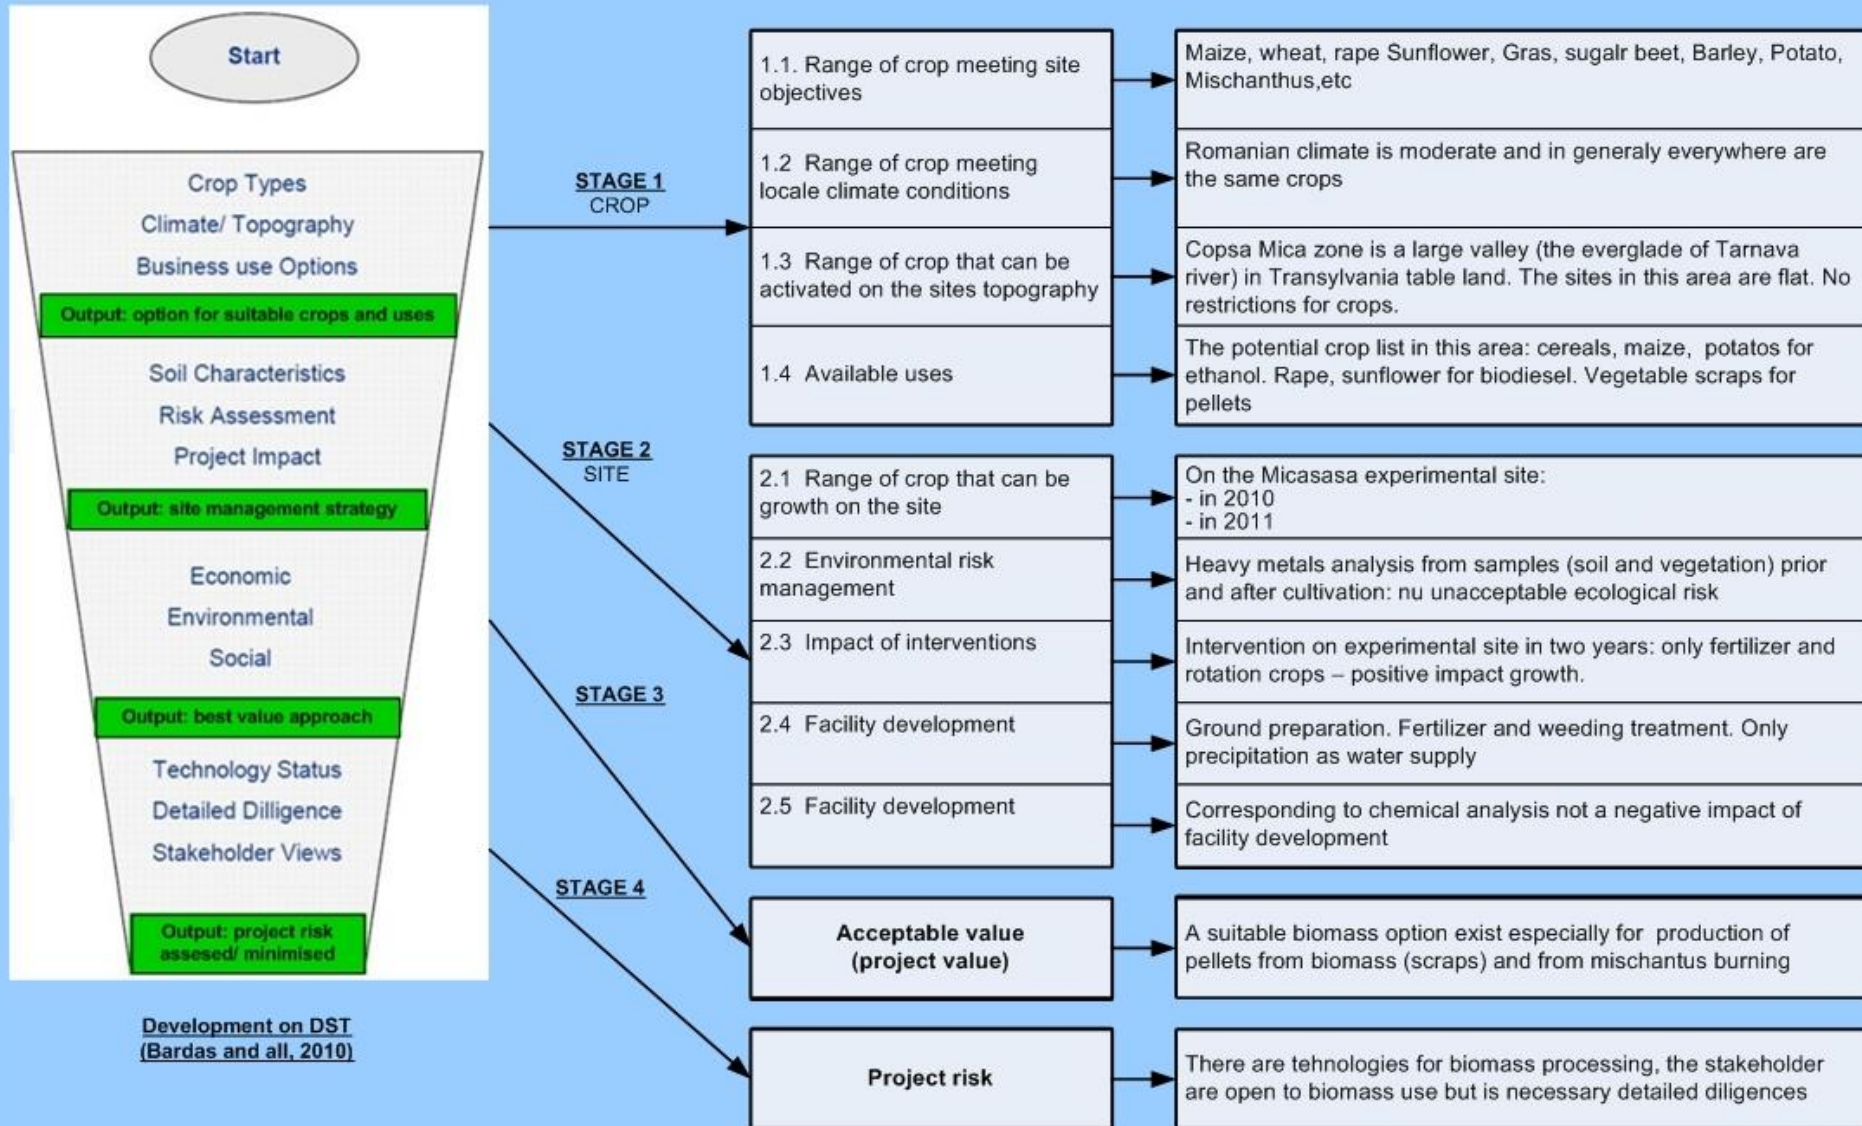 Start
Crop Types
Climate/ Topography
Business use Options
Output: option for suitable crops and uses
Soil Characteristics
Risk Assessment
Project Impact
Output: site management strategy
Economic
Environmental
Social
Output: best value approach
Technology Status
Detailed Dilligence
Stakeholder Views
Output: project risk
assesed/ minimised
Development on DST
(Bardas and all, 2010)
STAGE 1
CROP
1.1. Range of crop meeting site
objectives
Maize, wheat, rape Sunflower, Gras, sugalr beet, Barley, Potato,
Mischanthus,etc
1.2 Range of crop meeting
locale climate conditions
Romanian climate is moderate and in generaly everywhere are
the same crops
1.3 Range of crop that can be
activated on the sites topography
Copsa Mica zone is a large valley (the everglade of Tarnava
river) in Transylvania table land. The sites in this area are flat. No
restrictions for crops.
1.4 Available uses
The potential crop list in this area: cereals, maize, potatos for
ethanol. Rape, sunflower for biodiesel. Vegetable scraps for
pellets
STAGE 2
SITE
2.1 Range of crop that can be
growth on the site
On the Micasasa experimental site:
- in 2010
- in 2011
2.2 Environmental risk
management
Heavy metals analysis from samples (soil and vegetation) prior
and after cultivation: nu unacceptable ecological risk
2.3 Impact of interventions
Intervention on experimental site in two years: only fertilizer and
rotation crops – positive impact growth.
2.4 Facility development
Ground preparation. Fertilizer and weeding treatment. Only
precipitation as water supply
2.5 Facility development
Corresponding to chemical analysis not a negative impact of
facility development
STAGE 3
Acceptable value
(project value)
A suitable biomass option exist especially for production of
pellets from biomass (scraps) and from mischantus burning
STAGE 4
Project risk
There are tehnologies for biomass processing, the stakeholder
are open to biomass use but is necessary detailed diligences